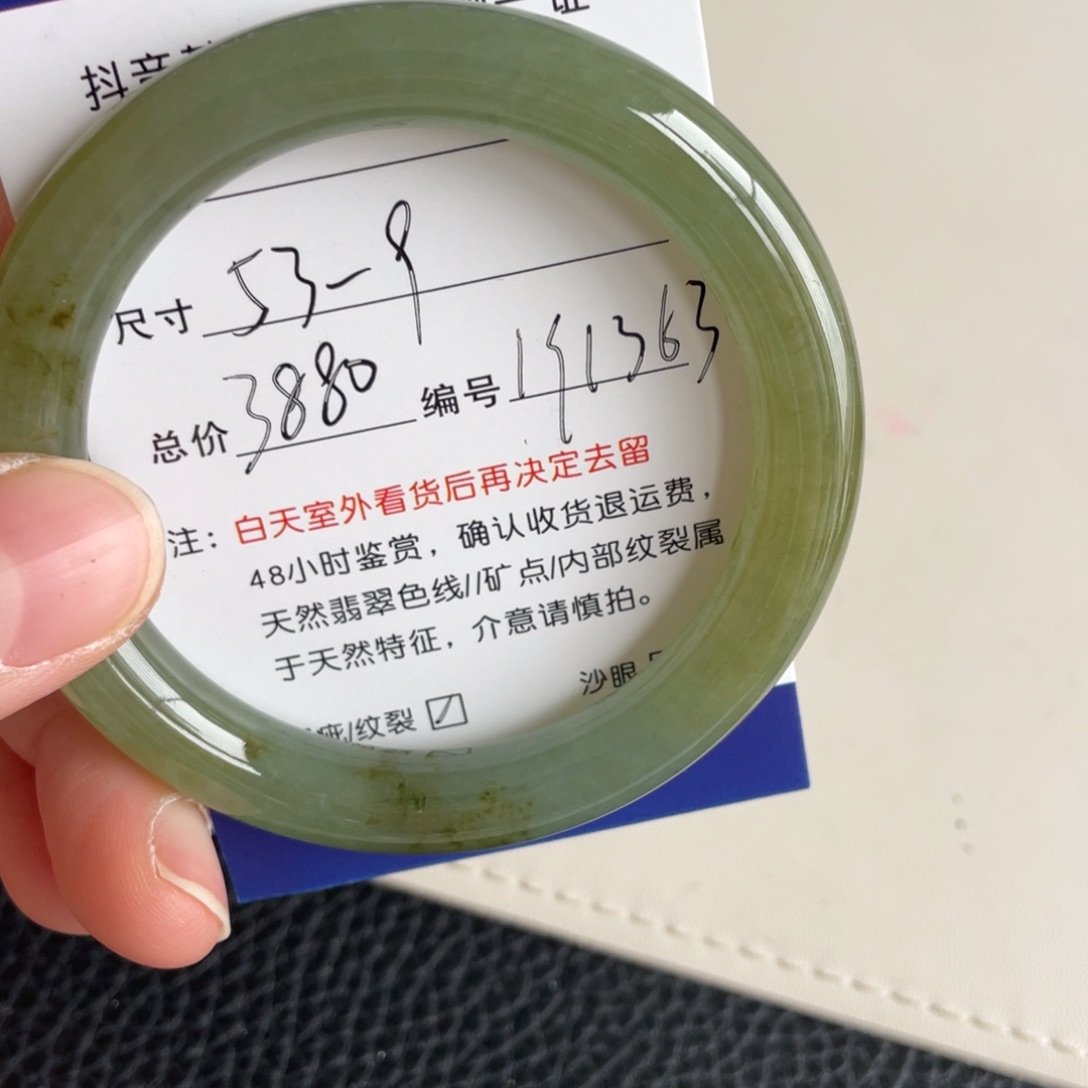 抖音
尺寸 53-9
总价 3880 编号 191363
注：白天室外看货后再决定去留
48小时鉴赏，确认收货退运费，
天然翡翠色线//矿点/内部纹裂属
于天然特征，介意请慎拍。
沙眼
疵/纹裂